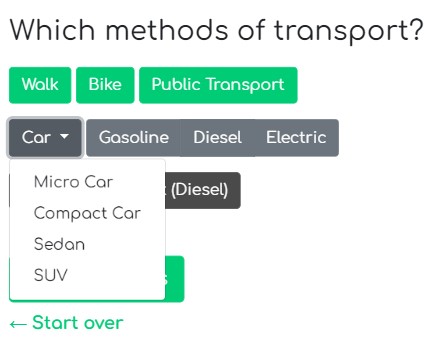 Which methods of transport?
Walk Bike Public Transport
Car Gasoline Diesel Electric
Micro Car
(Diesel)
Compact Car
Sedan
SUV
← Start over